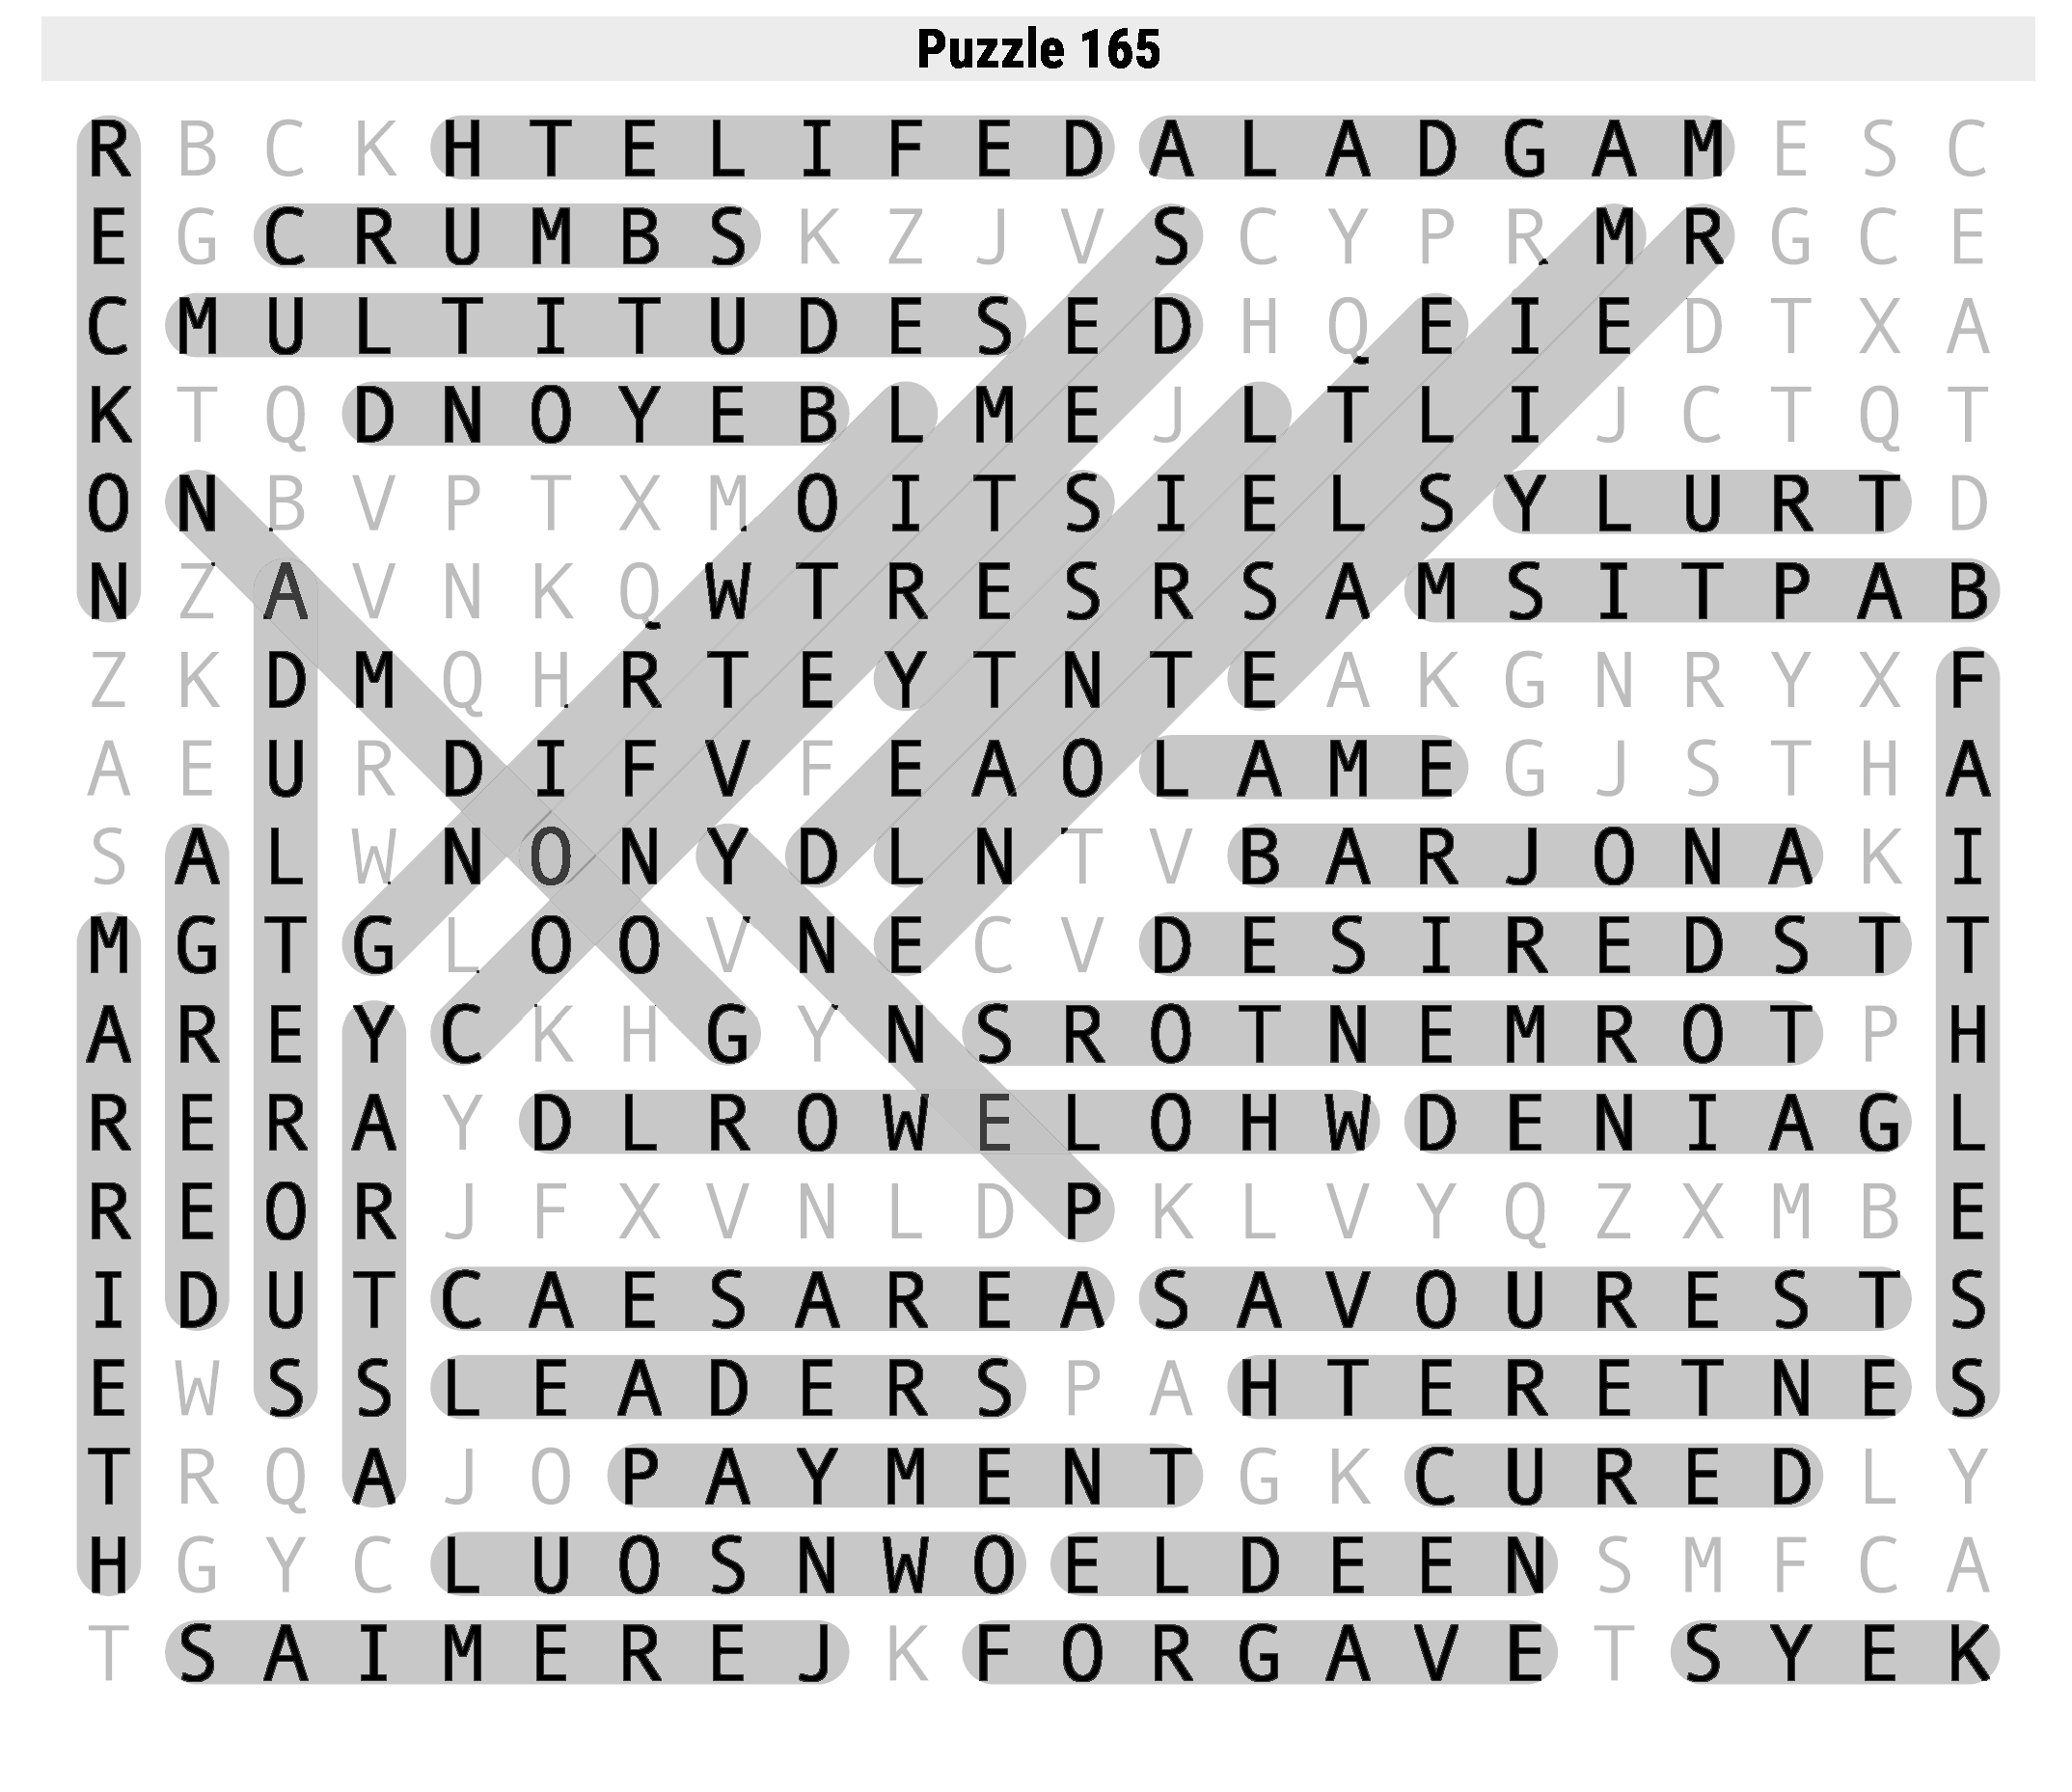 Puzzle 165
R B C K H T E L I F E D A L A D G A M E S C
E G C R U M B S K Z J V S C Y P R M R G C E
C M U L T I T U D E S E D H Q E I E D T X A
K T Q D N O Y E B L M E J L T L I J C T Q T
O N B V P T X M O I T S I E L S Y L U R T D
N Z A V N K Q W T R E S R S A M S I T P A B
Z K D M Q H R T E Y T N T E A K G N R Y X F
A E U R D I F V F E A O L A M E G J S T H A
S A L W N O N Y D L N T V B A R J O N A K I
M G T G L O O V N E C V D E S I R E D S T T
A R E Y C K H G Y N S R O T N E M R O T P H
R E R A Y D L R O W E L O H W D E N I A G L
R E O R J F X V N L D P K L V Y Q Z X M B E
I D U T C A E S A R E A S A V O U R E S T S
E W S S L E A D E R S P A H T E R E T N E S
T R Q A J O P A Y M E N T G K C U R E D L Y
H G Y C L U O S N W O E L D E E N S M F C A
T S A I M E R E J K F O R G A V E T S Y E K